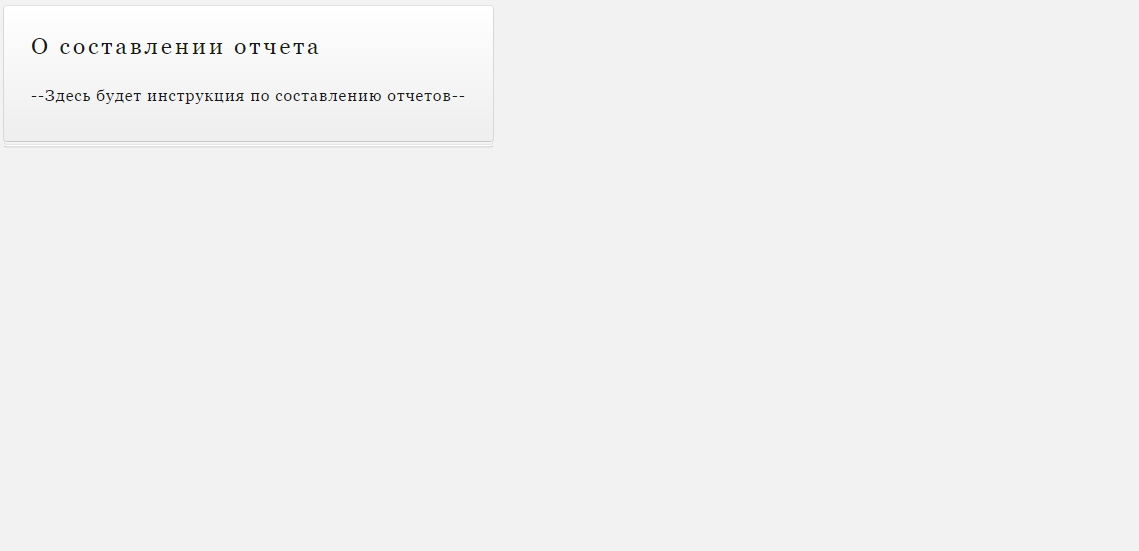 О составлении отчета
--Здесь будет инструкция по составлению отчетов--